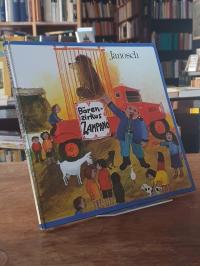 Janosch
Bären-
zirkus
ZAMPANO